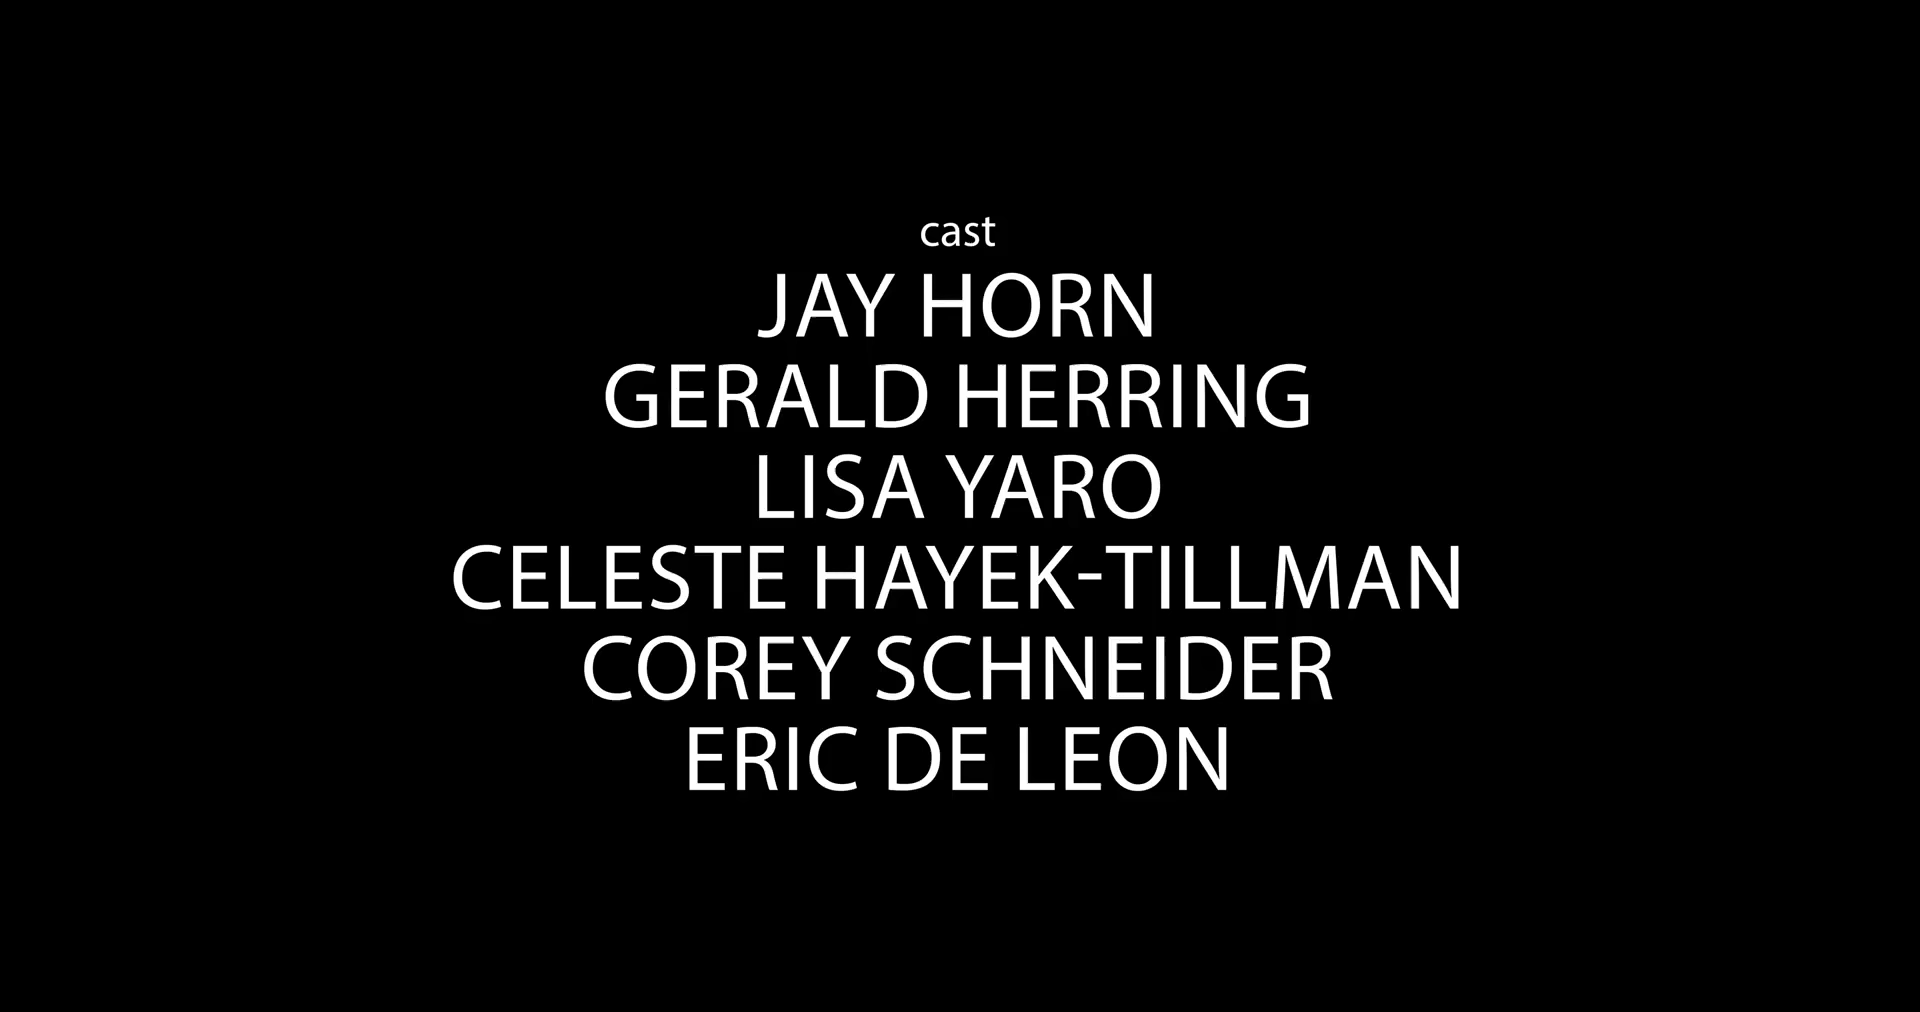 cast
JAY HORN
GERALD HERRING
LISA YARO
CELESTE HAYEK-TILLMAN
COREY SCHNEIDER
ERIC DE LEON